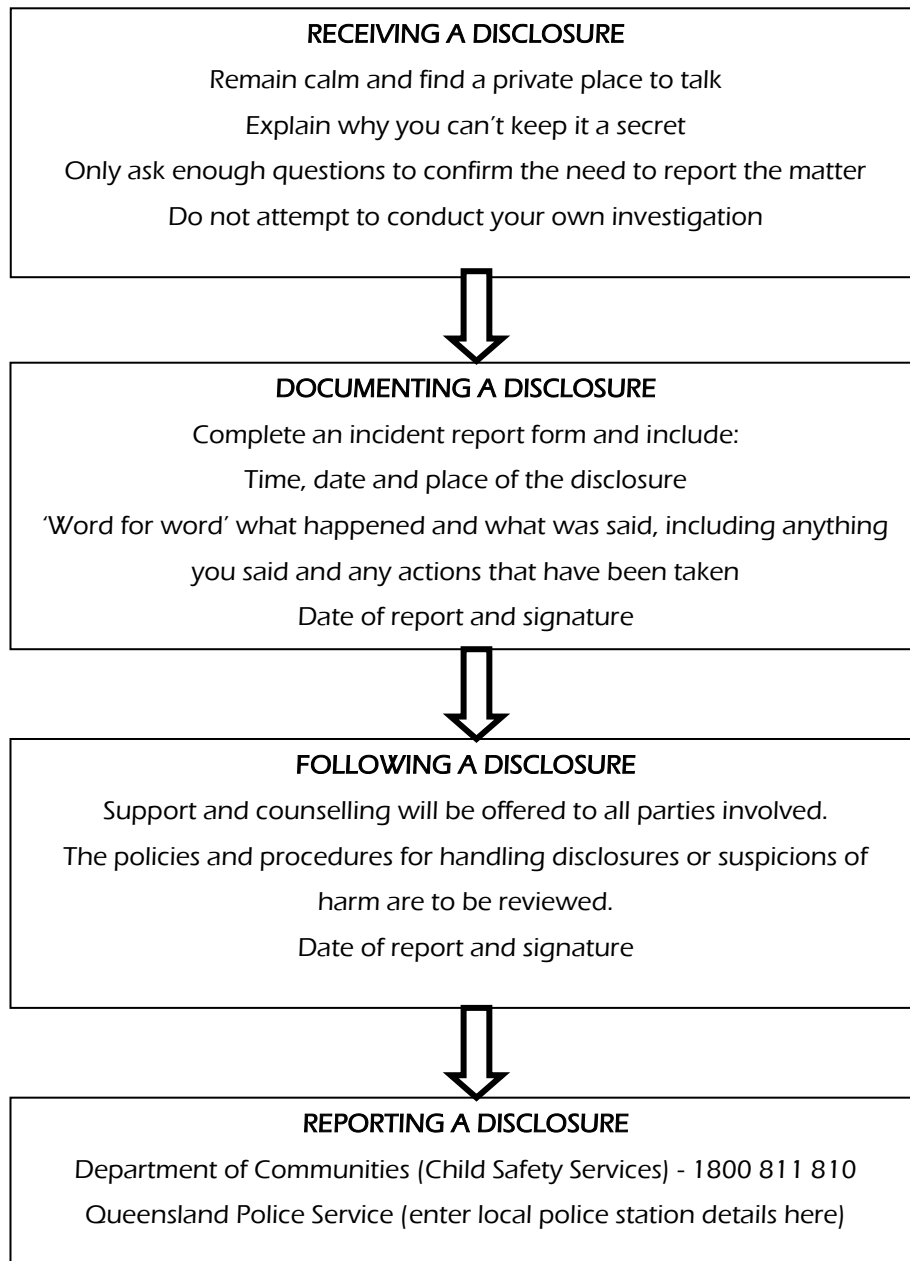 RECEIVING A DISCLOSURE
Remain calm and find a private place to talk
Explain why you can't keep it a secret
Only ask enough questions to confirm the need to report the matter
Do not attempt to conduct your own investigation
DOCUMENTING A DISCLOSURE
Complete an incident report form and include:
Time, date and place of the disclosure
‘Word for word’ what happened and what was said, including anything
you said and any actions that have been taken
Date of report and signature
FOLLOWING A DISCLOSURE
Support and counselling will be offered to all parties involved.
The policies and procedures for handling disclosures or suspicions of
harm are to be reviewed.
Date of report and signature
REPORTING A DISCLOSURE
Department of Communities (Child Safety Services) - 1800 811 810
Queensland Police Service (enter local police station details here)